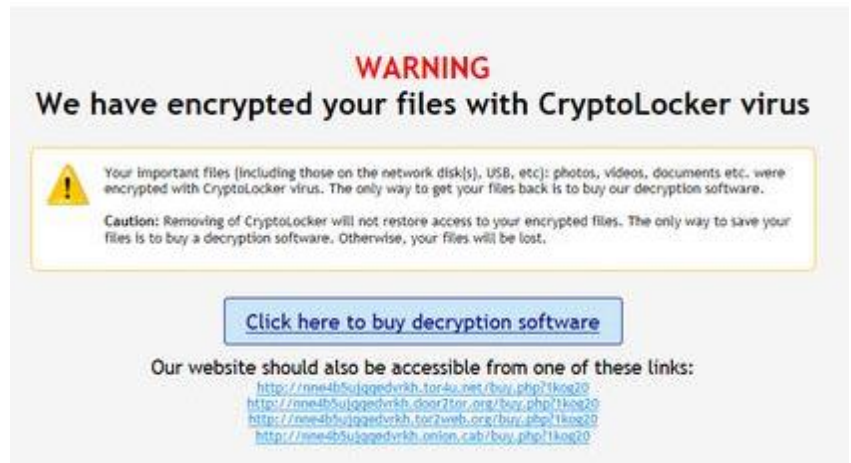 WARNING
We have encrypted your files with CryptoLocker virus
Your important files (including those on the network disk(s), USB, etc): photos, videos, documents etc. were
encrypted with CryptoLocker virus. The only way to get your files back is to buy our decryption software.
Caution: Removing of CryptoLocker will not restore access to your encrypted files. The only way to save your
files is to buy a decryption software. Otherwise, your files will be lost.
Click here to buy decryption software
Our website should also be accessible from one of these links:
http://nne4b5ujqqedvrkh.tor4u.net/buy.php?1kog20
http://nne4b5ujqqedvrkh.door2tor.org/buy.php?1kog20
http://nne4b5ujqqedvrkh.tor2web.org/buy.php?1kog20
http://nne4b5ujqqedvrkh.onion.cab/buy.php?1kog20